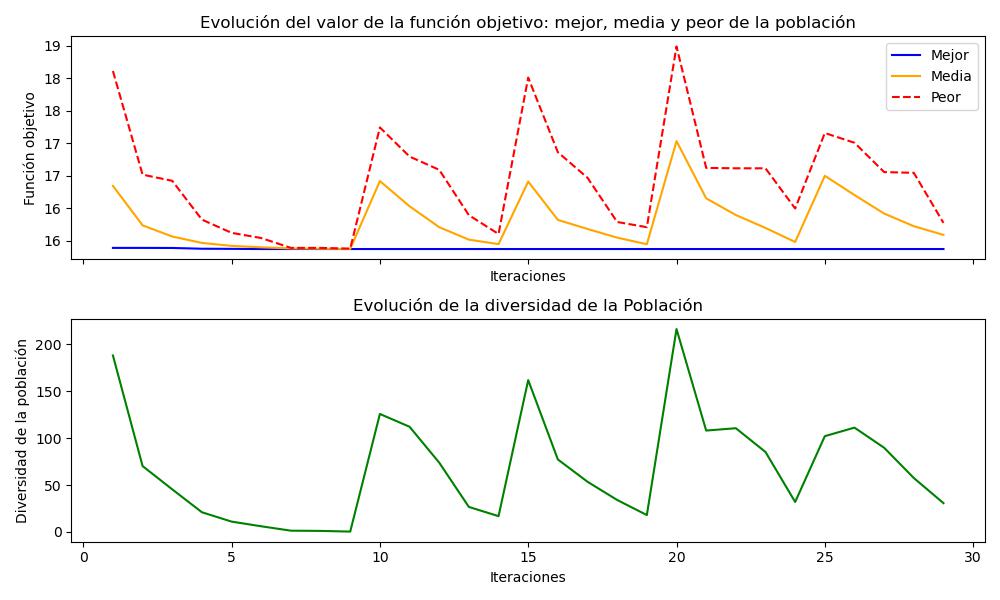 Evolución del valor de la función objetivo: mejor, media y peor de la población
Función objetivo
19
18
18
17
17
16
16
Mejor
Media
Peor
Iteraciones
Evolución de la diversidad de la Población
Diversidad de la población
200
150
100
50
0
0 5 10 15 20 25 30
Iteraciones